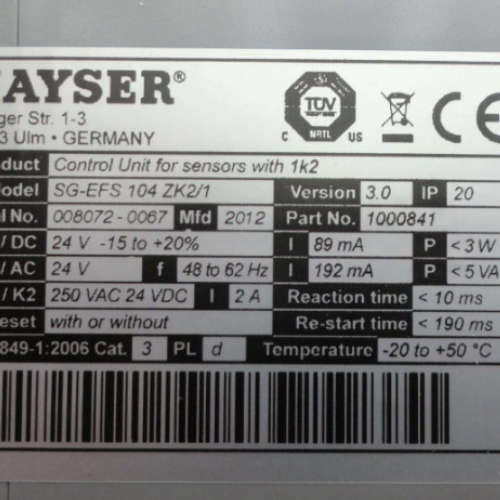 AYSER®
ger Str. 1-3
3 Ulm • GERMANY
TÜV
C NRTL US
CE
duct Control Unit for sensors with 1k2
odel SG-EFS 104 ZK2/1 Version 3.0 IP 20
al No. 008072 - 0067 Mfd 2012 Part No. 1000841
/ DC 24 V -15 to +20% I 89 mA P < 3 W
/ AC 24 V f 48 to 62 Hz I 192 mA P < 5 VA
/ K2 250 VAC 24 VDC I 2 A Reaction time < 10 ms
eset with or without Re-start time < 190 ms
849-1:2006 Cat. 3 PL d Temperature -20 to +50 °C